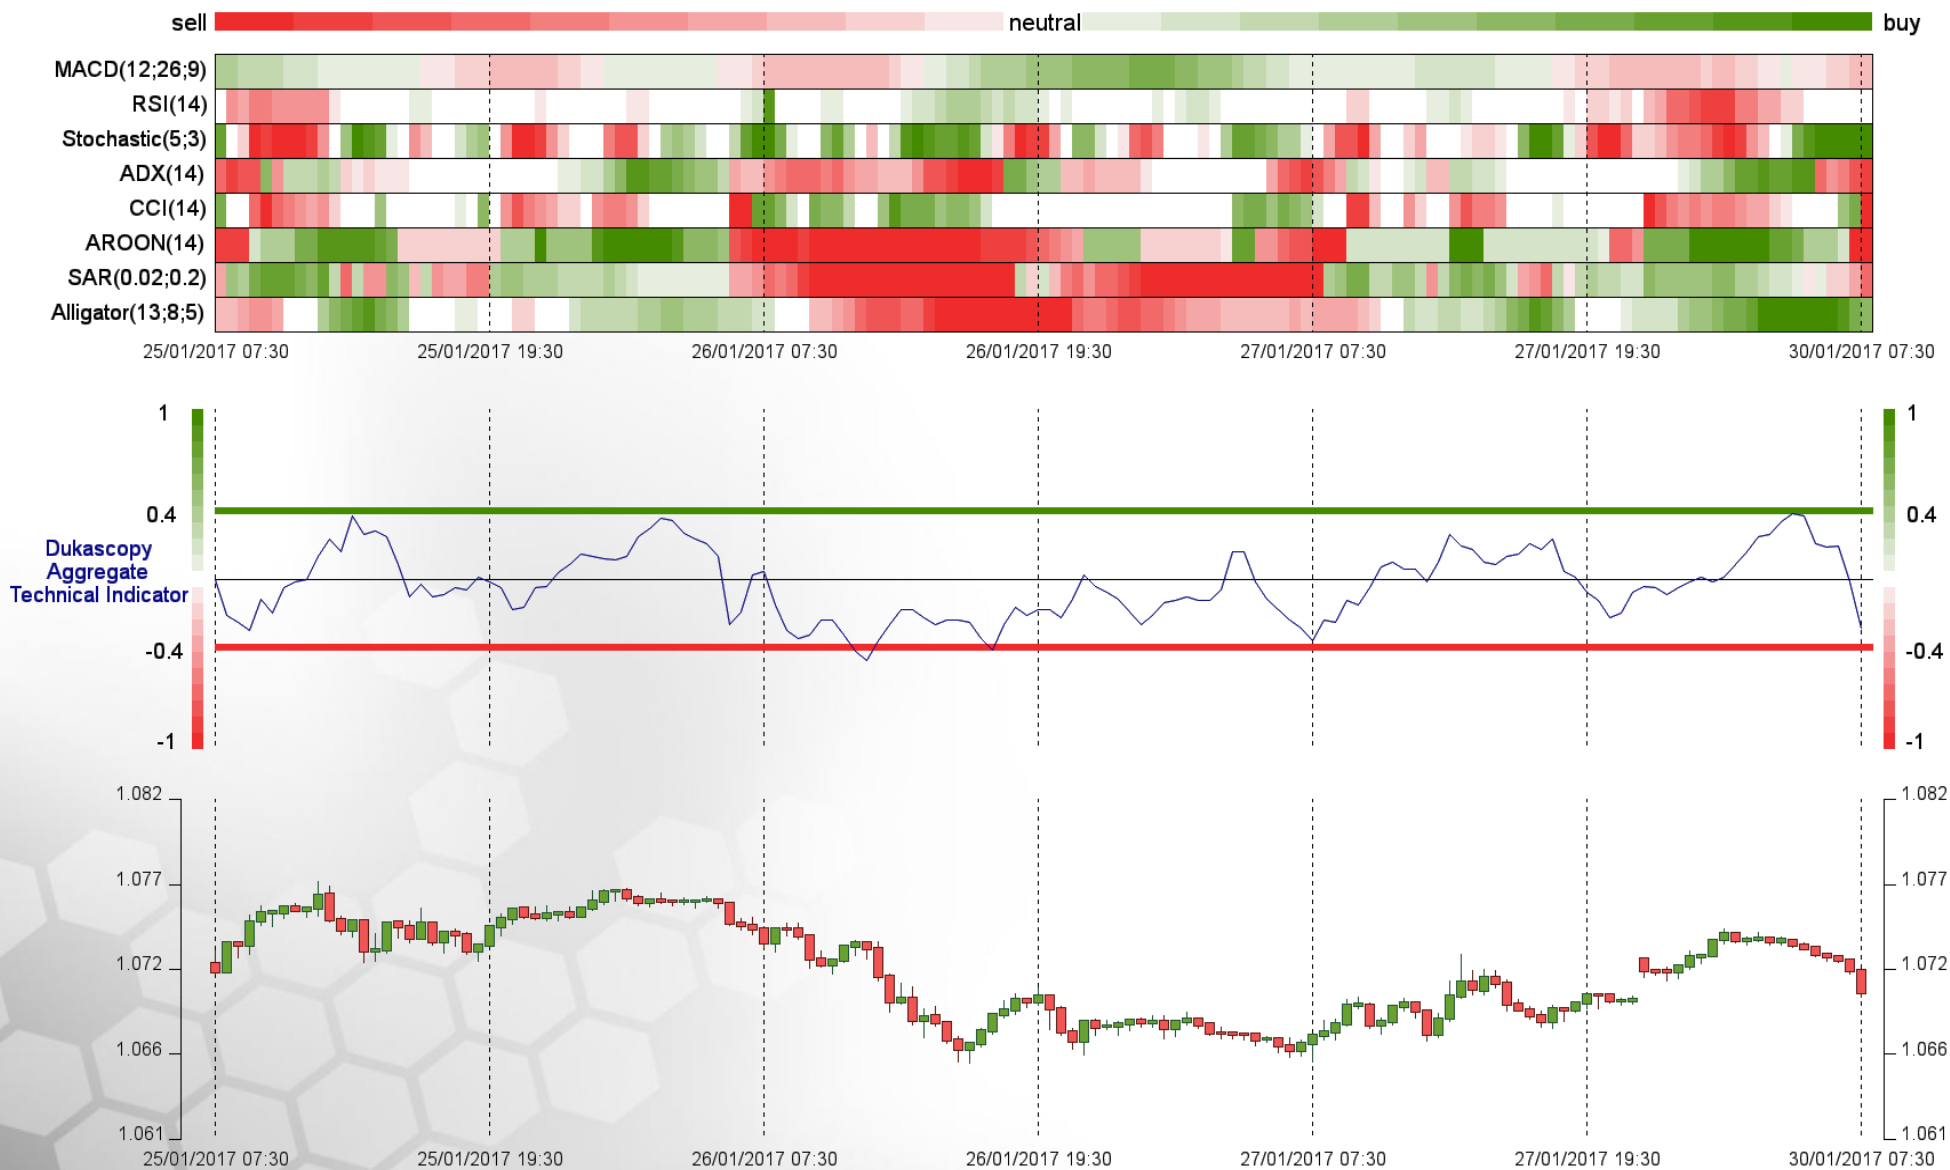 sell neutral buy
MACD(12;26;9)
RSI(14)
Stochastic(5;3)
ADX(14)
CCI(14)
AROON(14)
SAR(0.02;0.2)
Alligator(13;8;5)
25/01/2017 07:30 25/01/2017 19:30 26/01/2017 07:30 26/01/2017 19:30 27/01/2017 07:30 27/01/2017 19:30 30/01/2017 07:30
1 1
0.4 0.4
Dukascopy
Aggregate
Technical Indicator
-0.4 -0.4
-1 -1
1.082 1.082
1.077 1.077
1.072 1.072
1.066 1.066
1.061 1.061
25/01/2017 07:30 25/01/2017 19:30 26/01/2017 07:30 26/01/2017 19:30 27/01/2017 07:30 27/01/2017 19:30 30/01/2017 07:30